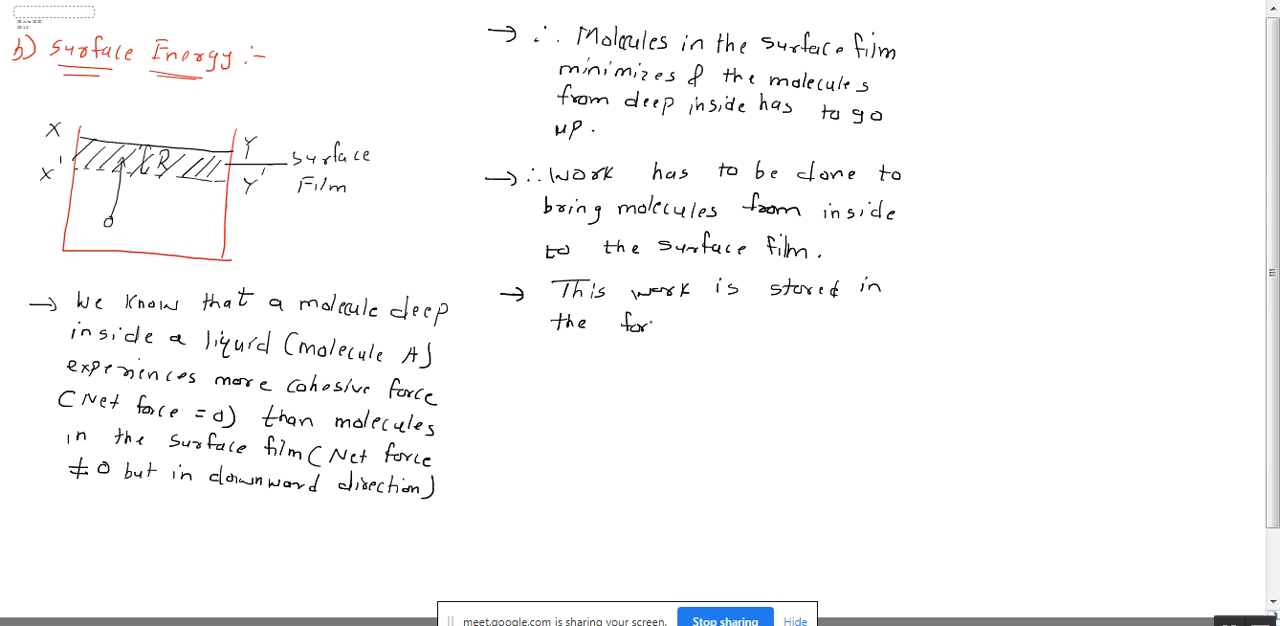 b) Surface Energy :-
X
Y
X'
Y'
Surface
Film
→ We know that a molecule deep
inside a liquid (molecule A)
experiences more cohesive force
(Net force = 0) than molecules
in the surface film (Net force
≠ 0 but in downward direction)
→ ∴ Molecules in the surface film
minimizes & the molecules
from deep inside has to go
up.
→ ∴ Work has to be done to
bring molecules from inside
to the surface film.
→ This work is stored in
the for
meet.google.com is sharing your screen.
Stop sharing
Hide